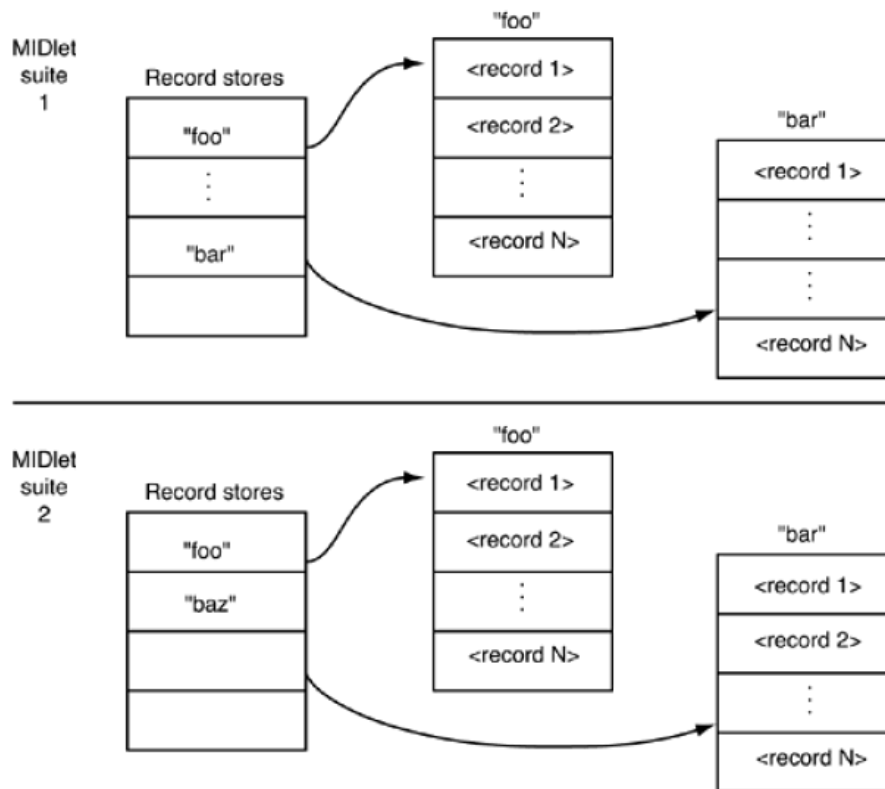 MIDlet
suite
1
Record stores
"foo"
⋮
"bar"
"foo"
<record 1>
<record 2>
⋮
<record N>
"bar"
<record 1>
⋮
⋮
<record N>
MIDlet
suite
2
Record stores
"foo"
"baz"
"foo"
<record 1>
<record 2>
⋮
<record N>
"bar"
<record 1>
<record 2>
⋮
<record N>